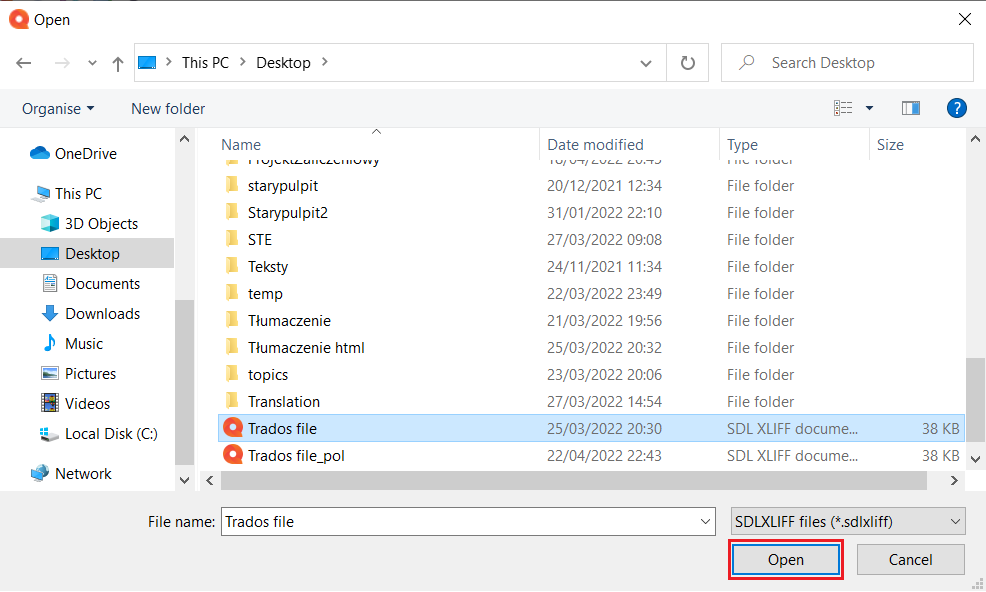 Open
This PC > Desktop >
Search Desktop
Organise
New folder
?
OneDrive
This PC
3D Objects
Desktop
Documents
Downloads
Music
Pictures
Videos
Local Disk (C:)
Network
Name Date modified Type Size
starypulpit 20/12/2021 12:34 File folder
Starypulpit2 31/01/2022 22:10 File folder
STE 27/03/2022 09:08 File folder
Teksty 24/11/2021 11:34 File folder
temp 22/03/2022 23:49 File folder
Tłumaczenie 21/03/2022 19:56 File folder
Tłumaczenie html 25/03/2022 20:32 File folder
topics 23/03/2022 20:06 File folder
Translation 27/03/2022 14:54 File folder
Trados file 25/03/2022 20:30 SDL XLIFF docume... 38 KB
Trados file_pol 22/04/2022 22:43 SDL XLIFF docume... 38 KB
File name: Trados file
SDLXLIFF files (*.sdlxliff)
Open Cancel